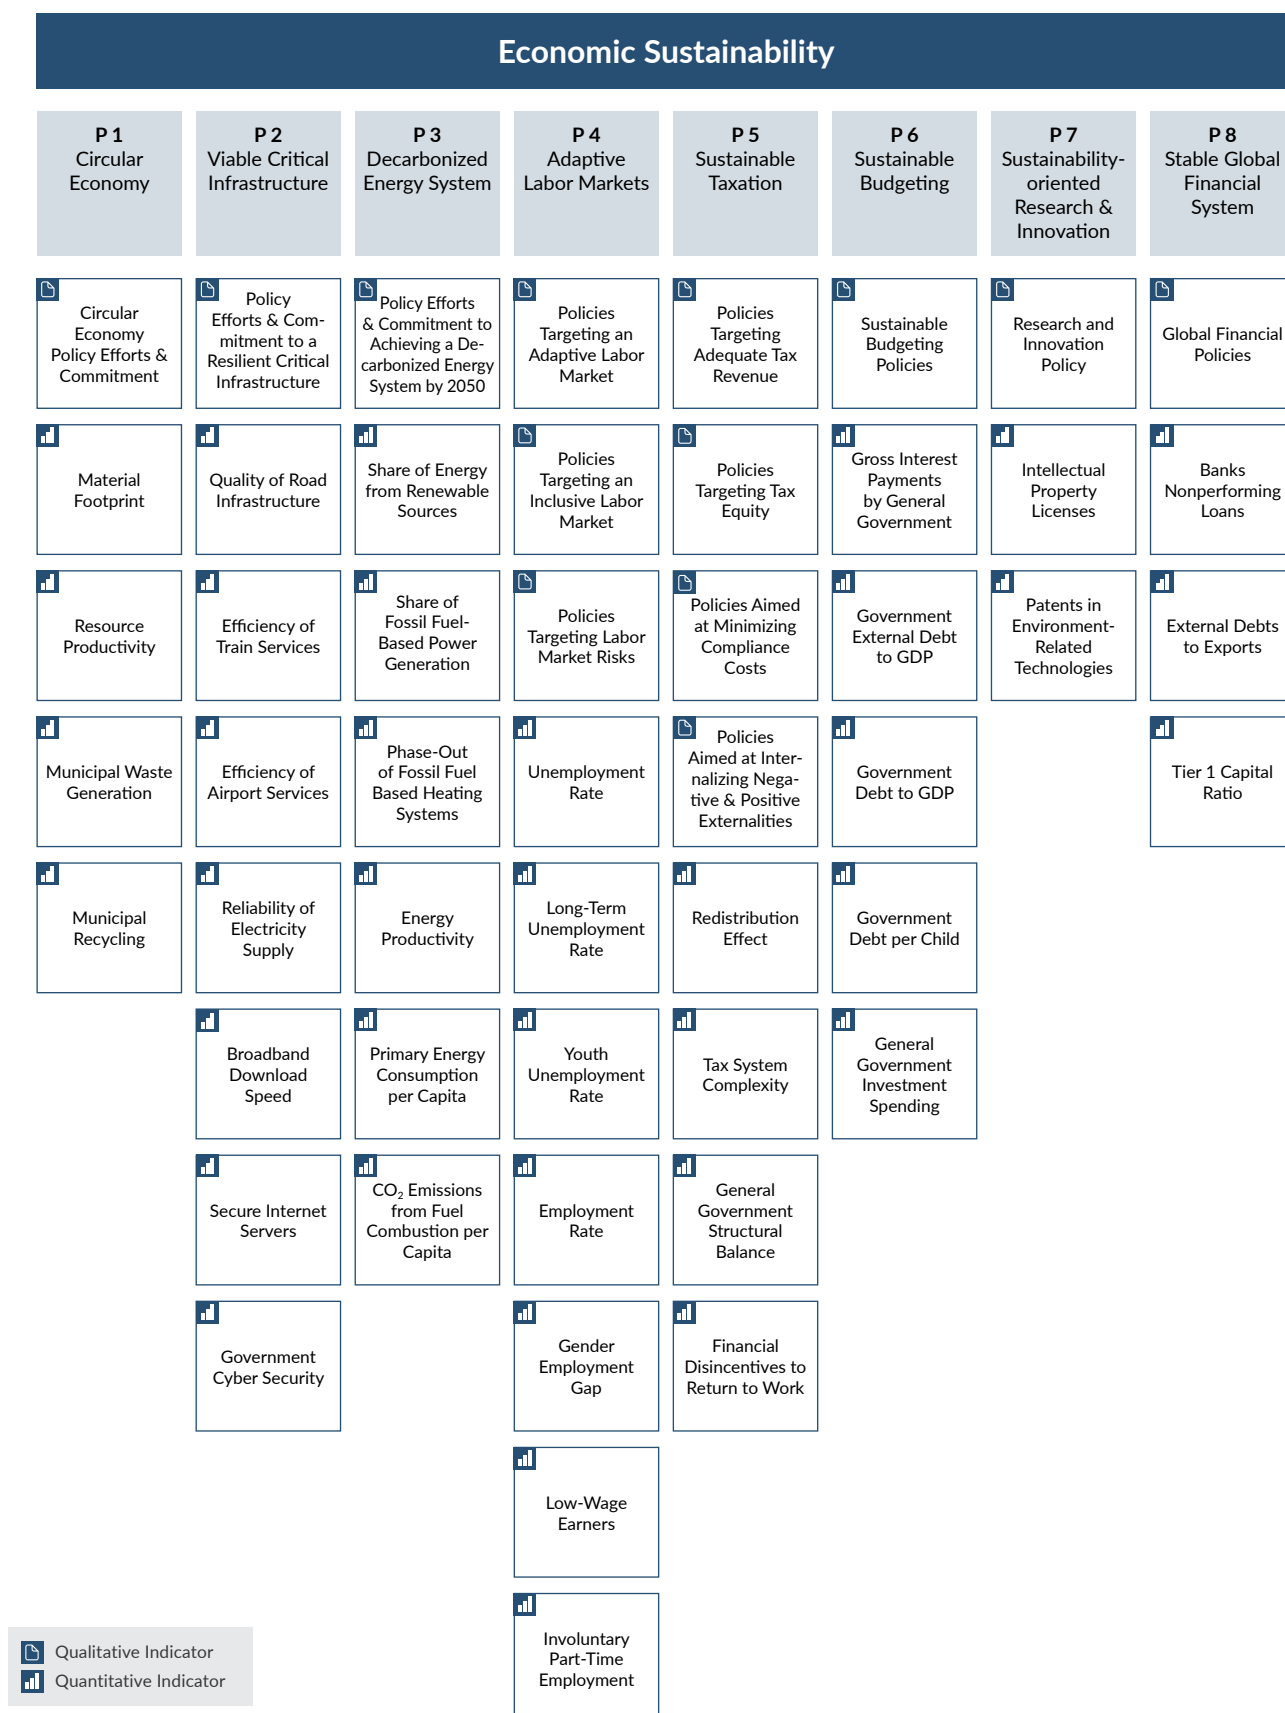 Economic Sustainability
P 1
Circular
Economy
P 2
Viable Critical
Infrastructure
P 3
Decarbonized
Energy System
P 4
Adaptive
Labor Markets
P 5
Sustainable
Taxation
P 6
Sustainable
Budgeting
P 7
Sustainability-
oriented
Research &
Innovation
P 8
Stable Global
Financial
System
Circular
Economy
Policy Efforts &
Commitment
Policy
Efforts & Com-
mitment to a
Resilient Critical
Infrastructure
Policy Efforts
& Commitment to
Achieving a De-
carbonized Energy
System by 2050
Policies
Targeting an
Adaptive Labor
Market
Policies
Targeting
Adequate Tax
Revenue
Sustainable
Budgeting
Policies
Research and
Innovation
Policy
Global Financial
Policies
Material
Footprint
Quality of Road
Infrastructure
Share of Energy
from Renewable
Sources
Policies
Targeting an
Inclusive Labor
Market
Policies
Targeting Tax
Equity
Gross Interest
Payments
by General
Government
Intellectual
Property
Licenses
Banks
Nonperforming
Loans
Resource
Productivity
Efficiency of
Train Services
Share of
Fossil Fuel-
Based Power
Generation
Policies
Targeting Labor
Market Risks
Policies Aimed
at Minimizing
Compliance
Costs
Government
External Debt
to GDP
Patents in
Environment-
Related
Technologies
External Debts
to Exports
Municipal Waste
Generation
Efficiency of
Airport Services
Phase-Out
of Fossil Fuel
Based Heating
Systems
Unemployment
Rate
Policies
Aimed at Inter-
nalizing Nega-
tive & Positive
Externalities
Government
Debt to GDP
Tier 1 Capital
Ratio
Municipal
Recycling
Reliability of
Electricity
Supply
Energy
Productivity
Long-Term
Unemployment
Rate
Redistribution
Effect
Government
Debt per Child
Broadband
Download
Speed
Primary Energy
Consumption
per Capita
Youth
Unemployment
Rate
Tax System
Complexity
General
Government
Investment
Spending
Secure Internet
Servers
CO₂ Emissions
from Fuel
Combustion per
Capita
Employment
Rate
General
Government
Structural
Balance
Government
Cyber Security
Gender
Employment
Gap
Financial
Disincentives to
Return to Work
Low-Wage
Earners
Involuntary
Part-Time
Employment
Qualitative Indicator
Quantitative Indicator